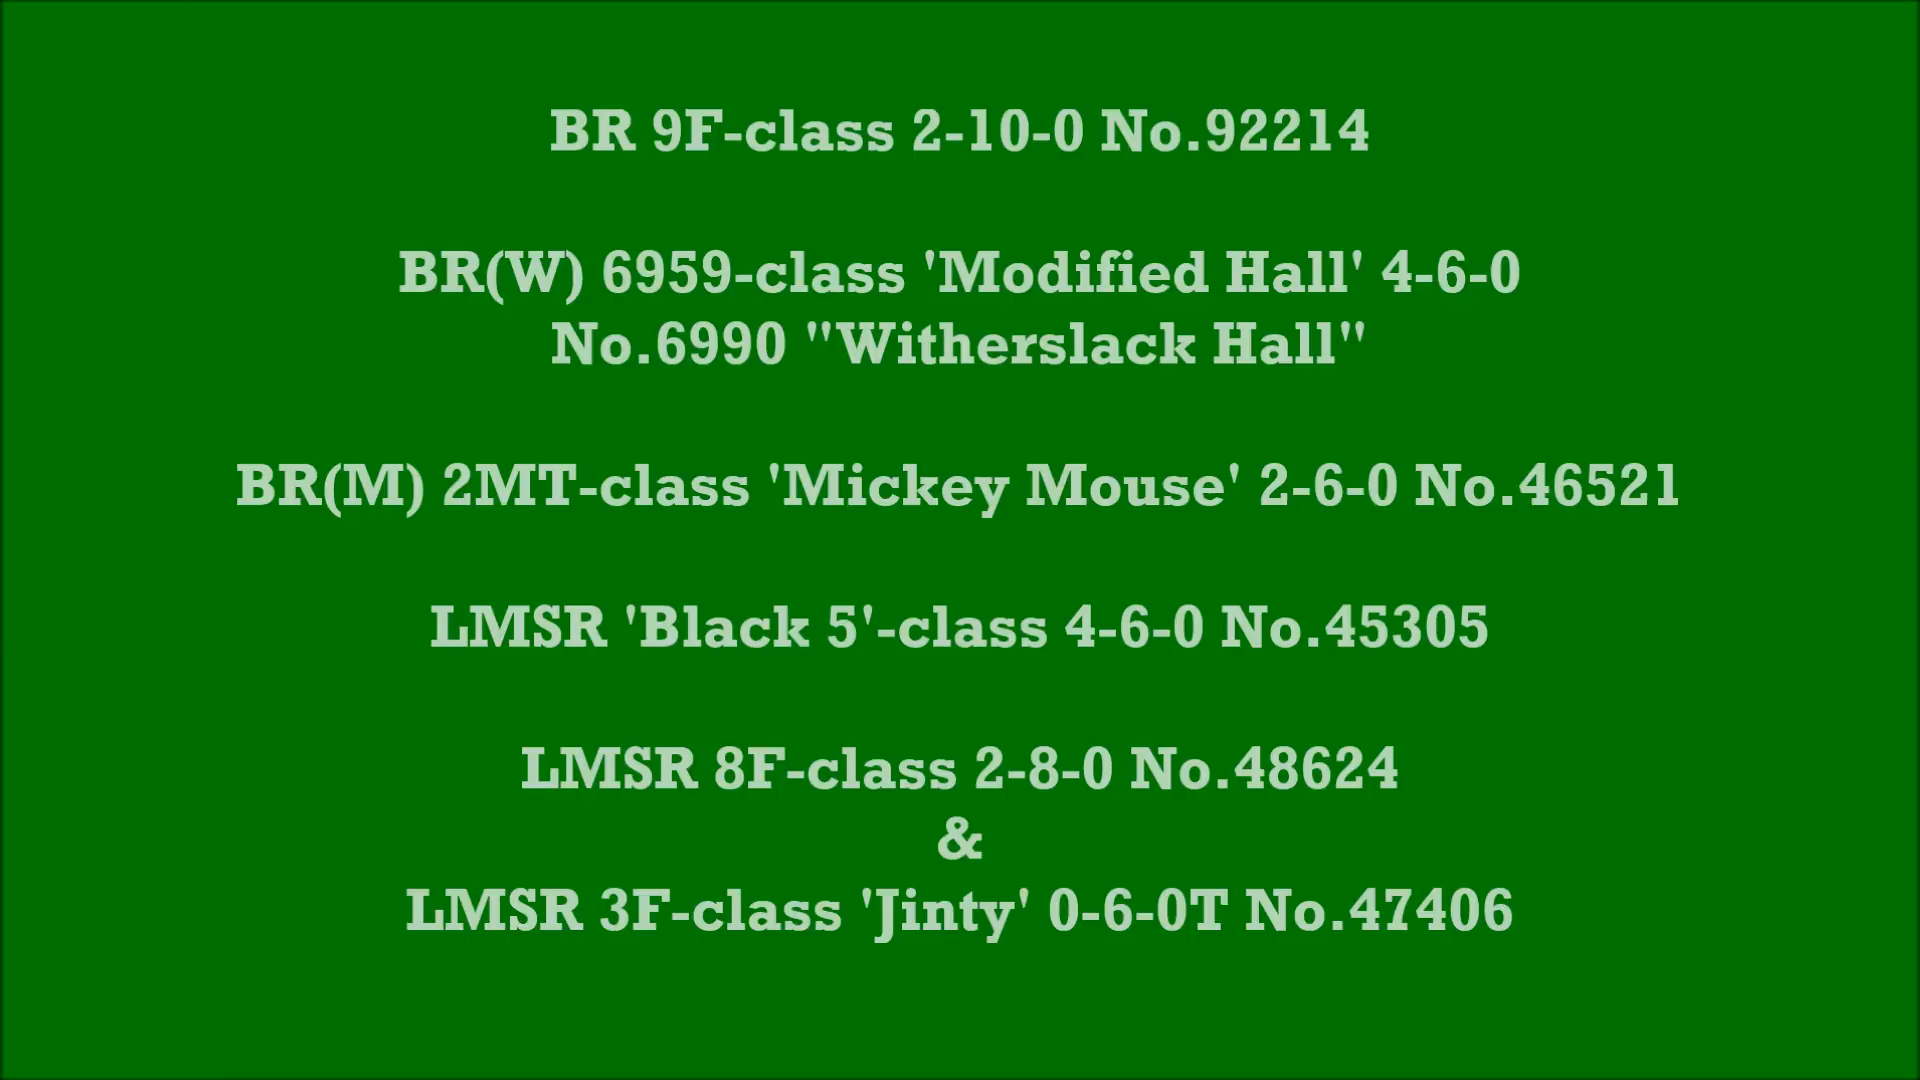 BR 9F-class 2-10-0 No.92214
BR(W) 6959-class 'Modified Hall' 4-6-0
No.6990 "Witherslack Hall"
BR(M) 2MT-class 'Mickey Mouse' 2-6-0 No.46521
LMSR 'Black 5'-class 4-6-0 No.45305
LMSR 8F-class 2-8-0 No.48624
&
LMSR 3F-class 'Jinty' 0-6-0T No.47406